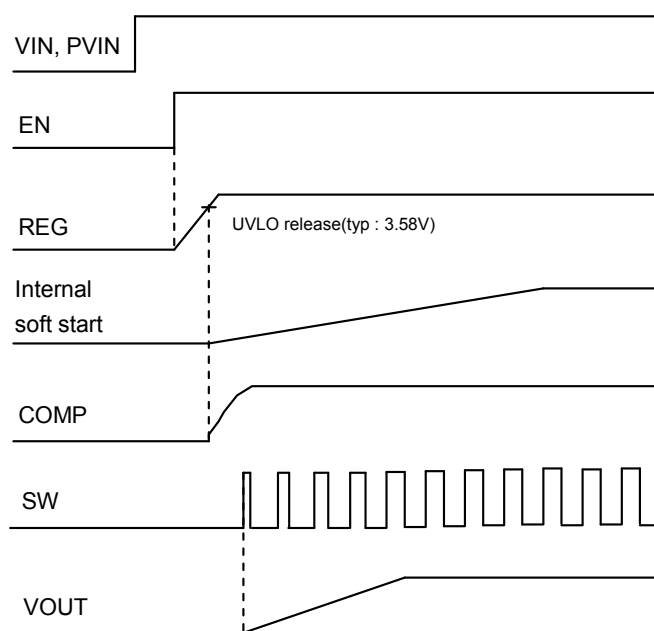 VIN, PVIN
EN
REG
UVLO release(typ : 3.58V)
Internal
soft start
COMP
SW
VOUT